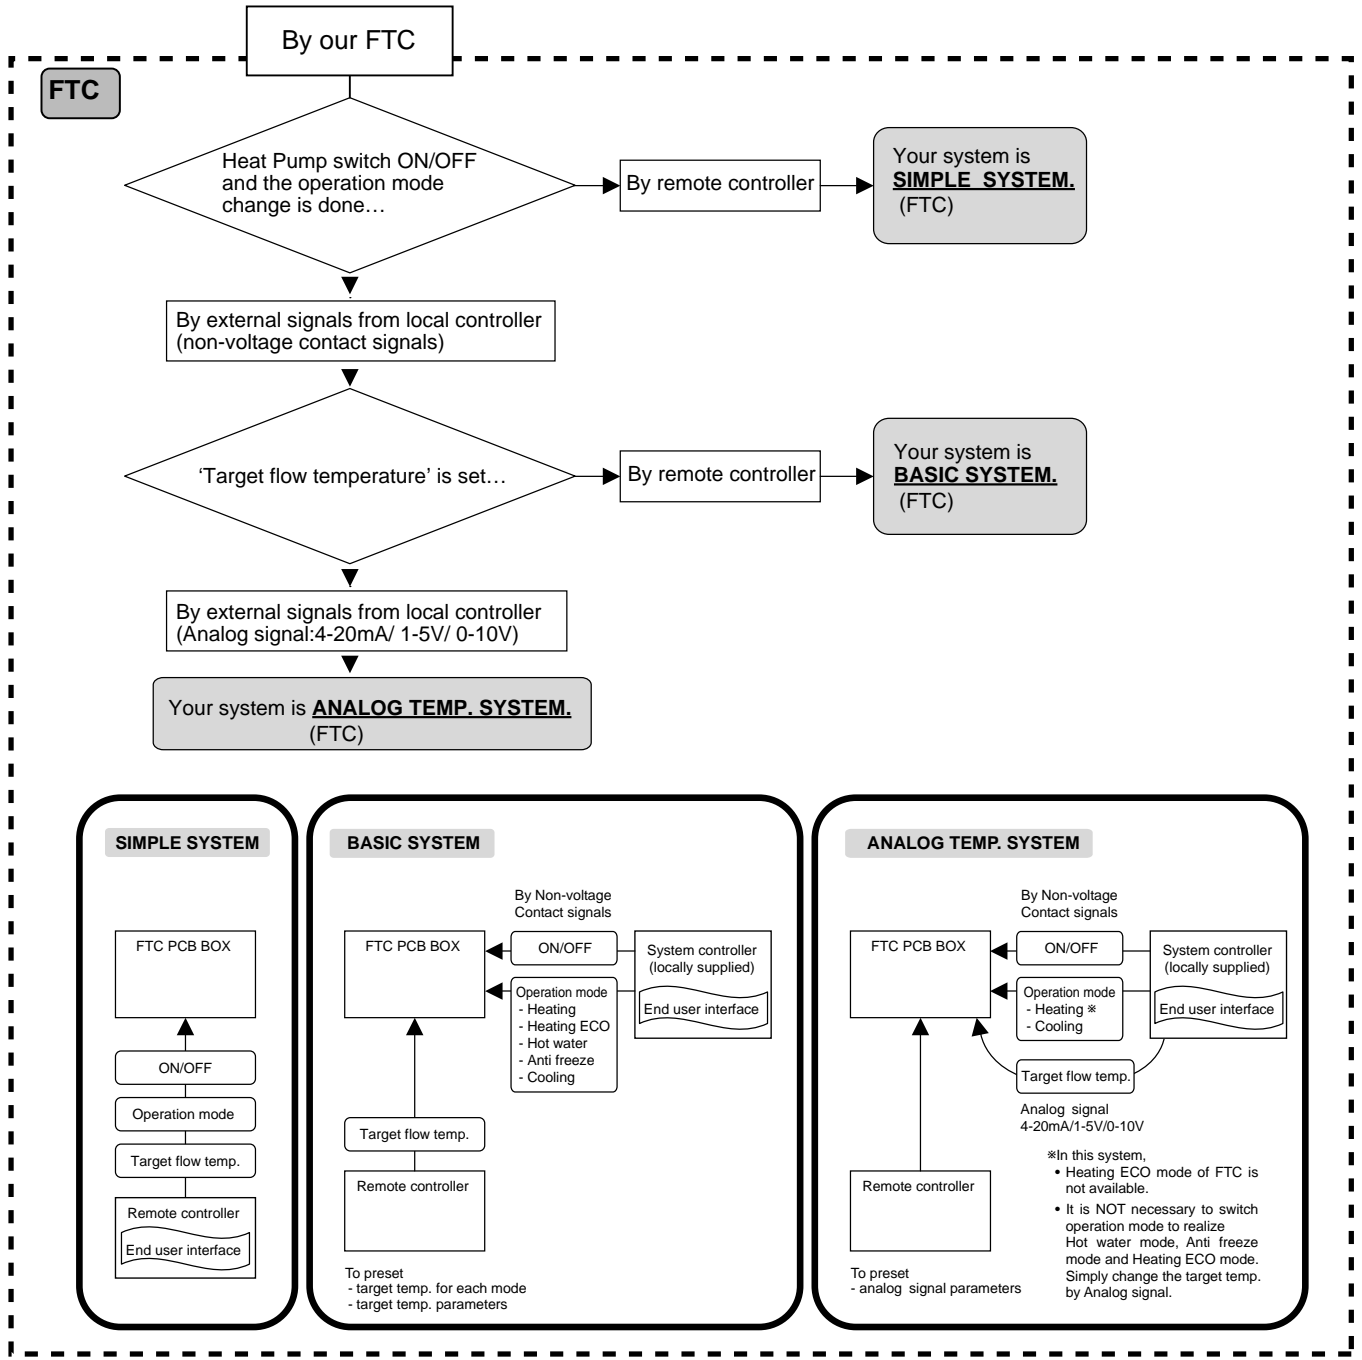 By our FTC
FTC
Heat Pump switch ON/OFF
and the operation mode
change is done…
By remote controller
Your system is
SIMPLE SYSTEM.
(FTC)
By external signals from local controller
(non-voltage contact signals)
‘Target flow temperature’ is set…
By remote controller
Your system is
BASIC SYSTEM.
(FTC)
By external signals from local controller
(Analog signal:4-20mA/ 1-5V/ 0-10V)
Your system is ANALOG TEMP. SYSTEM.
(FTC)
SIMPLE SYSTEM
FTC PCB BOX
ON/OFF
Operation mode
Target flow temp.
Remote controller
End user interface
BASIC SYSTEM
By Non-voltage
Contact signals
FTC PCB BOX
ON/OFF
System controller
(locally supplied)
End user interface
Operation mode
- Heating
- Heating ECO
- Hot water
- Anti freeze
- Cooling
Target flow temp.
Remote controller
To preset
- target temp. for each mode
- target temp. parameters
ANALOG TEMP. SYSTEM
By Non-voltage
Contact signals
FTC PCB BOX
ON/OFF
System controller
(locally supplied)
End user interface
Operation mode
- Heating ※
- Cooling
Target flow temp.
Analog signal
4-20mA/1-5V/0-10V
Remote controller
To preset
- analog signal parameters
※In this system,
• Heating ECO mode of FTC is
not available.
• It is NOT necessary to switch
operation mode to realize
Hot water mode, Anti freeze
mode and Heating ECO mode.
Simply change the target temp.
by Analog signal.